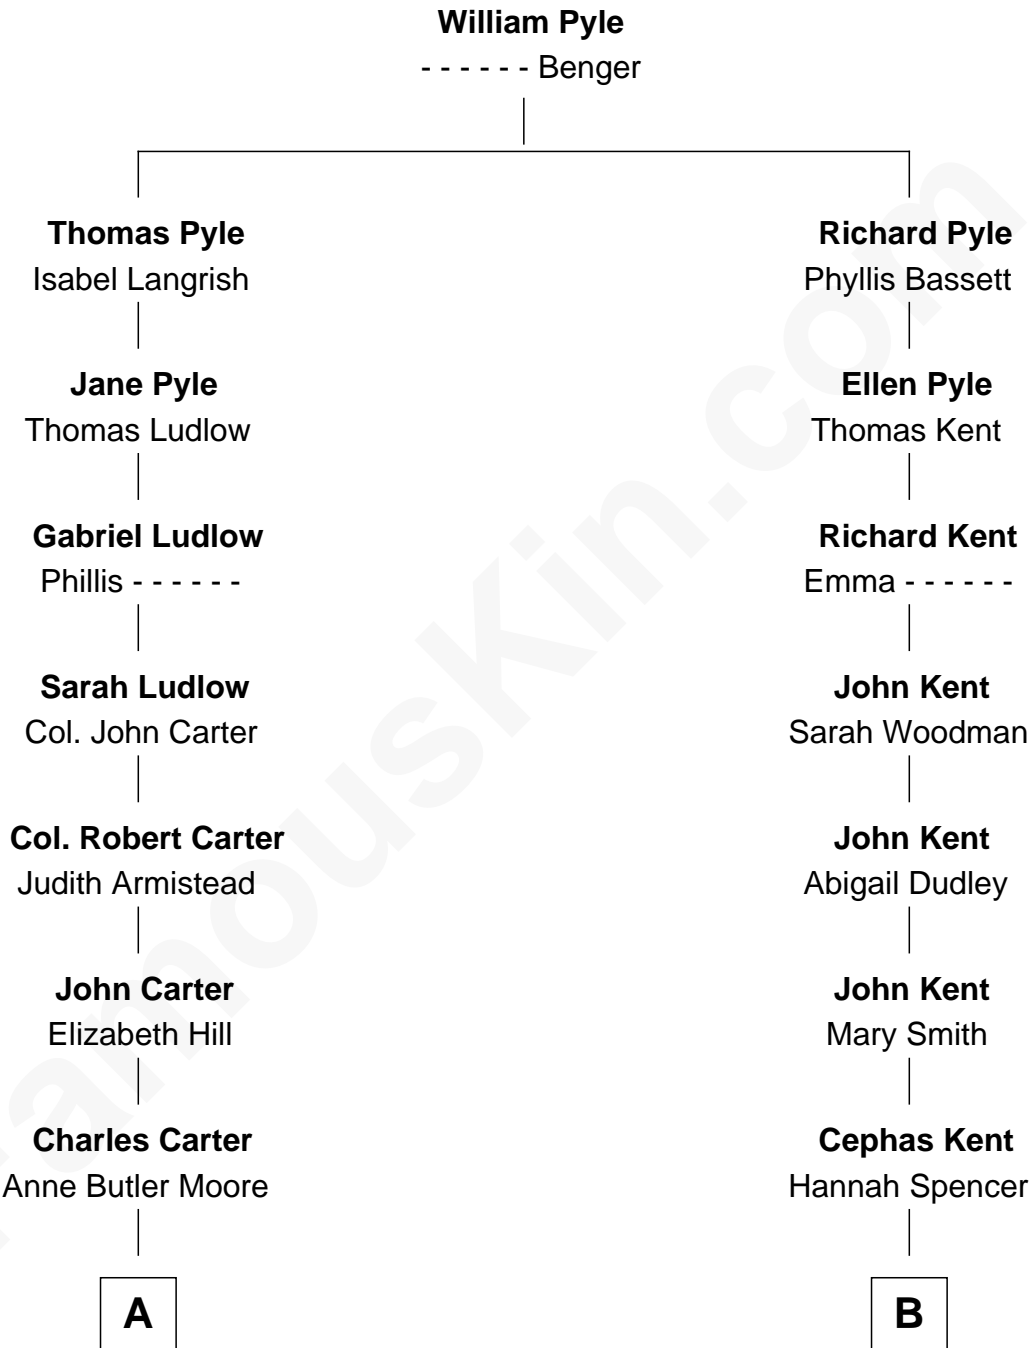 William Pyle
- - - - - - Benger
Thomas Pyle
Isabel Langrish
Richard Pyle
Phyllis Bassett
Jane Pyle
Thomas Ludlow
Ellen Pyle
Thomas Kent
Gabriel Ludlow
Phillis - - - - - -
Richard Kent
Emma - - - - - -
Sarah Ludlow
Col. John Carter
John Kent
Sarah Woodman
Col. Robert Carter
Judith Armistead
John Kent
Abigail Dudley
John Carter
Elizabeth Hill
John Kent
Mary Smith
Charles Carter
Anne Butler Moore
Cephas Kent
Hannah Spencer
A
B
FamousKin.com